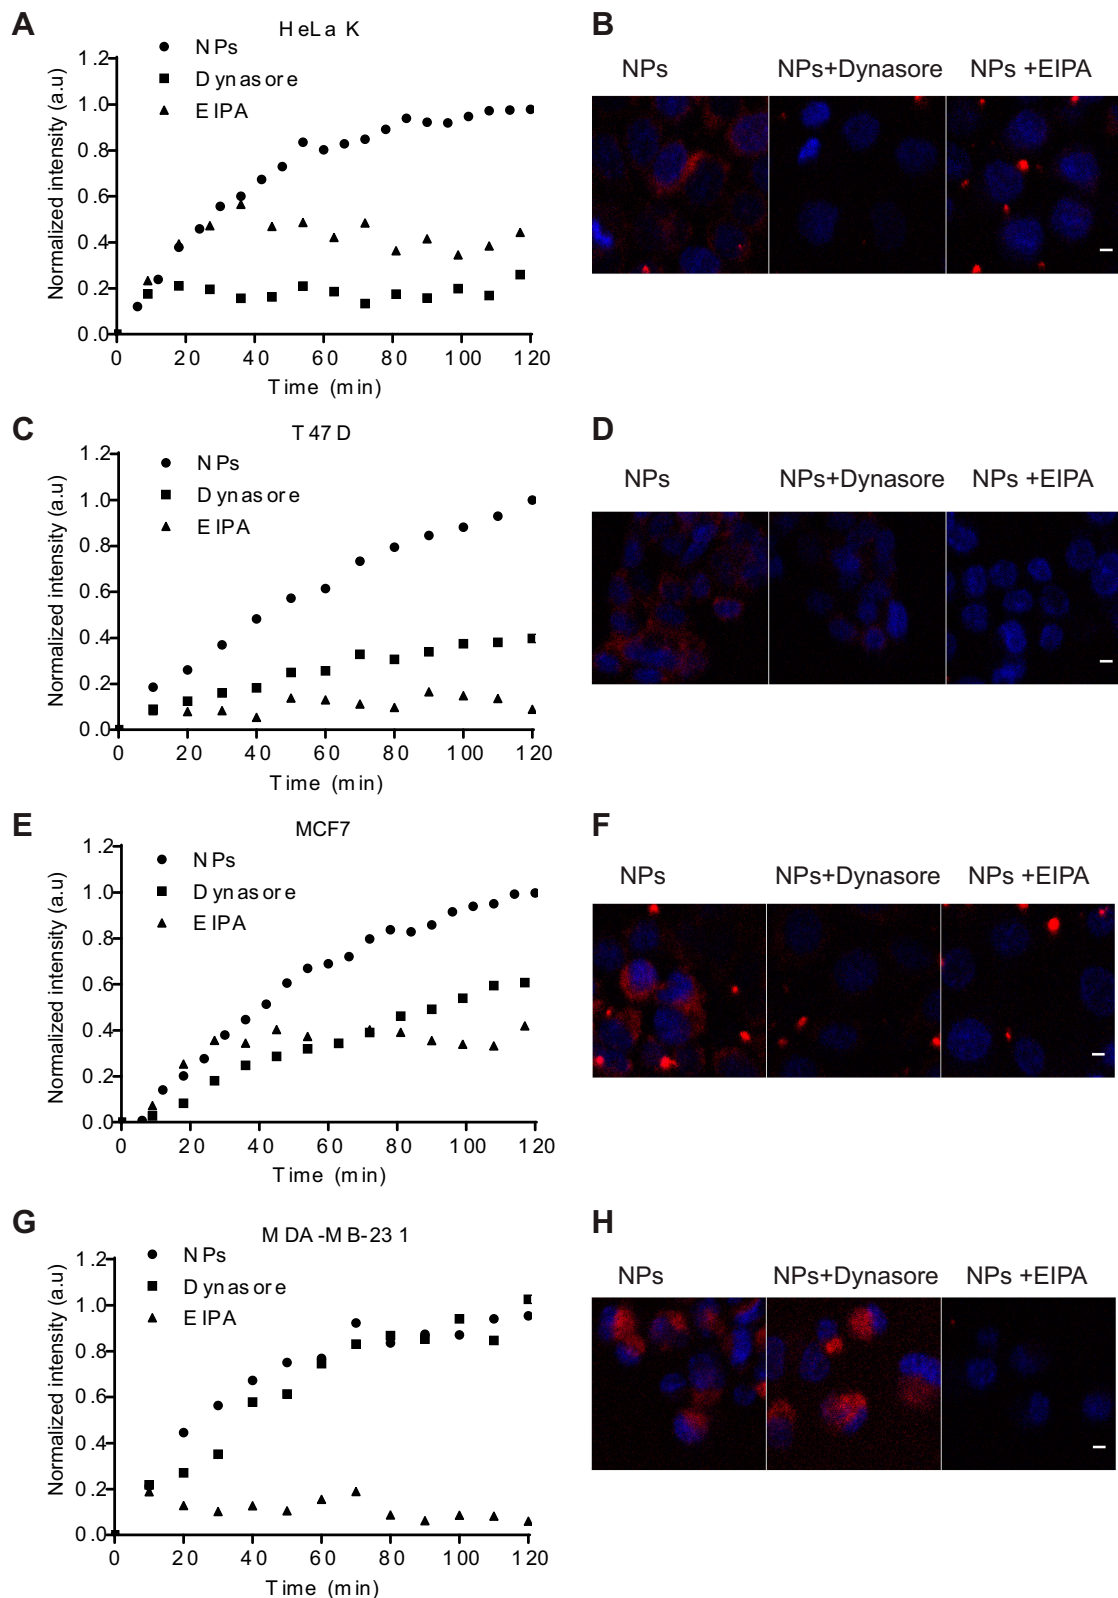 A
HeLa K
NPs
Dynasore
EIPA
Normalized intensity (a.u)
1.2
1.0
0.8
0.6
0.4
0.2
0.0
0 20 40 60 80 100 120
Time (min)
B
NPs NPs+Dynasore NPs +EIPA
C
T47D
NPs
Dynasore
EIPA
Normalized intensity (a.u)
1.2
1.0
0.8
0.6
0.4
0.2
0.0
0 20 40 60 80 100 120
Time (min)
D
NPs NPs+Dynasore NPs +EIPA
E
MCF7
NPs
Dynasore
EIPA
Normalized intensity (a.u)
1.2
1.0
0.8
0.6
0.4
0.2
0.0
0 20 40 60 80 100 120
Time (min)
F
NPs NPs+Dynasore NPs +EIPA
G
MDA-MB-231
NPs
Dynasore
EIPA
Normalized intensity (a.u)
1.2
1.0
0.8
0.6
0.4
0.2
0.0
0 20 40 60 80 100 120
Time (min)
H
NPs NPs+Dynasore NPs +EIPA